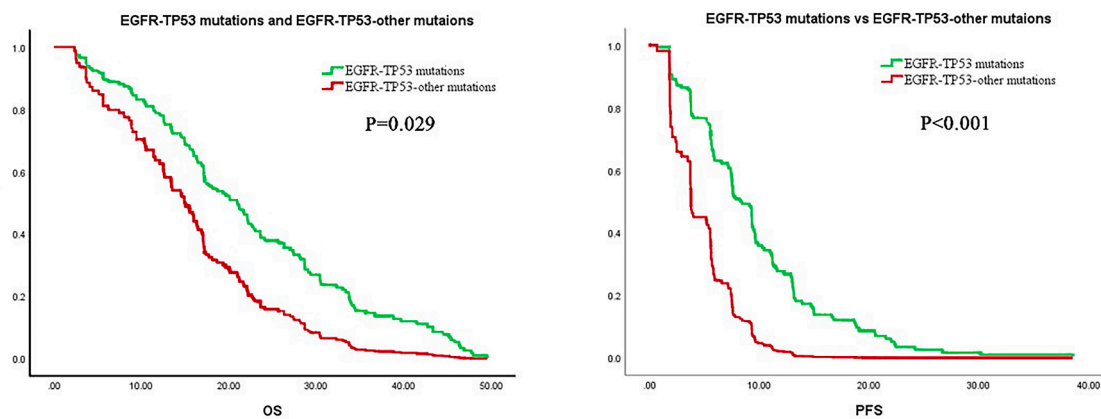 EGFR-TP53 mutations and EGFR-TP53-other mutaions
1.0
0.8
0.6
0.4
0.2
0.0
EGFR-TP53 mutations
EGFR-TP53-other mutations
P=0.029
.00 10.00 20.00 30.00 40.00 50.00
OS
EGFR-TP53 mutations vs EGFR-TP53-other mutaions
1.0
0.8
0.6
0.4
0.2
0.0
EGFR-TP53 mutations
EGFR-TP53-other mutations
P<0.001
.00 10.00 20.00 30.00 40.00
PFS